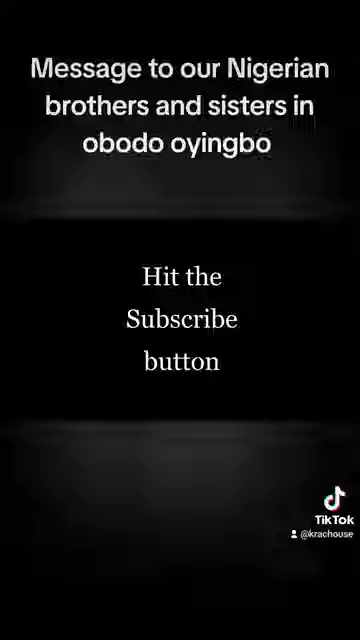 Message to our Nigerian
brothers and sisters in
obodo oyingbo
Hit the
Subscribe
button
TikTok
@krachouse